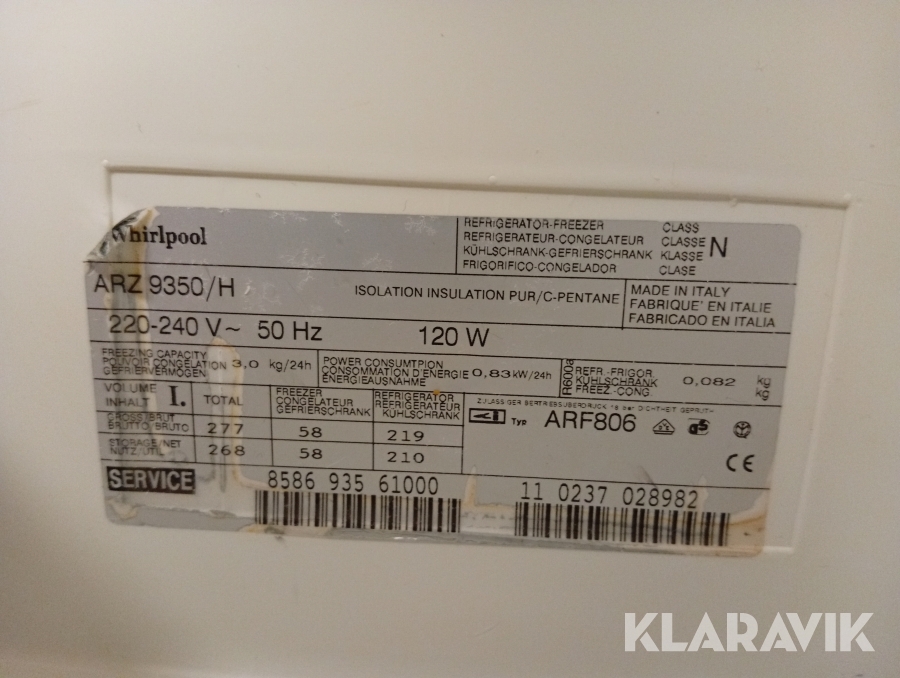 Whirlpool
REFRIGERATOR-FREEZER CLASS
REFRIGERATEUR-CONGELATEUR CLASSE N
KÜHLSCHRANK-GEFRIERSCHRANK KLASSE
FRIGORIFICO-CONGELADOR CLASE
ARZ 9350/H
ISOLATION INSULATION PUR/C-PENTANE
MADE IN ITALY
FABRIQUE' EN ITALIE
FABRICADO EN ITALIA
220-240 V~ 50 Hz 120 W
FREEZING CAPACITY
POUVOIR CONGELATION 3,0 kg/24h
GEFRIERVERMÖGEN
POWER CONSUMTPION
CONSOMMATION D'ENERGIE 0,83kW/24h
ENERGIEAUSNAHME
R600a
REFR.-FRIGOR.
KÜHLSCHRANK 0,082 kg
FREEZ.-CONG. kg
VOLUME
INHALT l.
TOTAL
FREEZER
CONGELATEUR
GEFRIERSCHRANK
REFRIGERATOR
REFRIGERATEUR
KÜHLSCHRANK
GROSS/BRUT
BRUTTO/BRUTO 277 58 219
STORAGE/NET
NUTZ/UTIL 268 58 210
Typ ARF806
CE
SERVICE
8586 935 61000
11 0237 028982
KLARAVIK